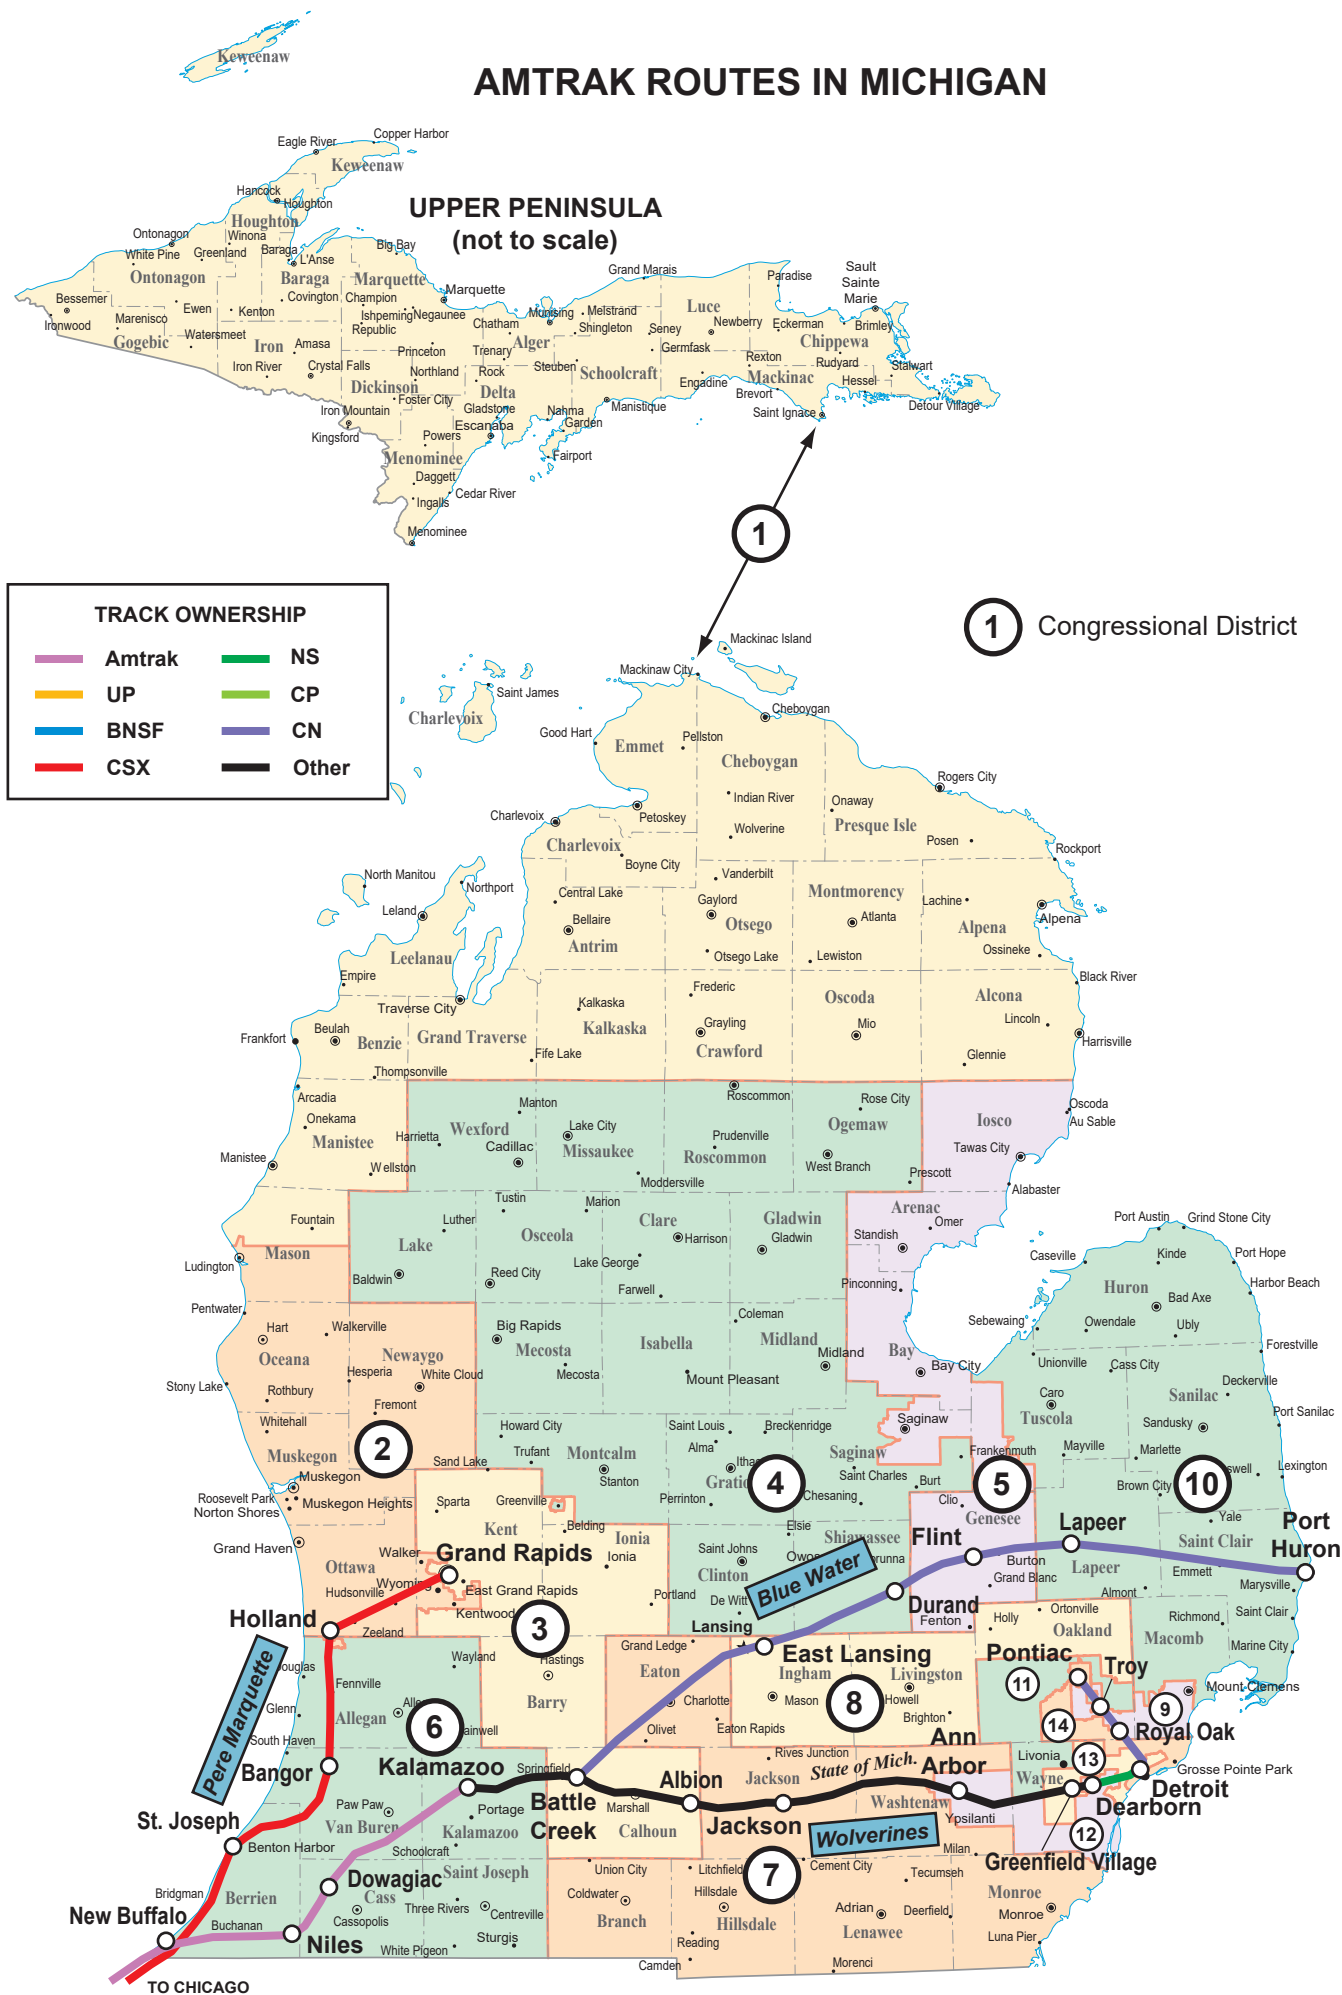 AMTRAK ROUTES IN MICHIGAN
Keweenaw
Copper Harbor
Eagle River
Keweenaw
Hancock
Houghton
Houghton
UPPER PENINSULA
(not to scale)
Ontonagon
Winona
Big Bay
White Pine
Greenland
Baraga
L'Anse
Grand Marais
Paradise
Sault
Sainte
Marie
Ontonagon
Baraga
Marquette
Marquette
Bessemer
Ewen
Kenton
Covington
Champion
Ishpeming
Negaunee
Munising
Melstrand
Luce
Newberry
Eckerman
Brimley
Ironwood
Marenisco
Watersmeet
Republic
Chatham
Shingleton
Seney
Chippewa
Gogebic
Iron
Amasa
Princeton
Trenary
Alger
Germfask
Rexton
Rudyard
Stalwart
Iron River
Crystal Falls
Northland
Rock
Steuben
Schoolcraft
Engadine
Mackinac
Hessel
Dickinson
Foster City
Delta
Brevort
Detour Village
Iron Mountain
Gladstone
Nahma
Manistique
Saint Ignace
Kingsford
Escanaba
Garden
Powers
Menominee
Fairport
Daggett
Cedar River
Ingalls
Menominee
1
TRACK OWNERSHIP
Amtrak
NS
UP
CP
BNSF
CN
CSX
Other
1
Congressional District
Mackinac Island
Mackinaw City
Saint James
Charlevoix
Cheboygan
Good Hart
Emmet
Pellston
Cheboygan
Rogers City
Indian River
Onaway
Charlevoix
Petoskey
Wolverine
Presque Isle
Posen
Charlevoix
Boyne City
Rockport
North Manitou
Northport
Vanderbilt
Montmorency
Leland
Central Lake
Gaylord
Lachine
Bellaire
Otsego
Atlanta
Alpena
Alpena
Antrim
Leelanau
Otsego Lake
Lewiston
Ossineke
Empire
Black River
Frederic
Traverse City
Kalkaska
Oscoda
Alcona
Beulah
Grand Traverse
Kalkaska
Grayling
Mio
Lincoln
Frankfort
Benzie
Crawford
Harrisville
Fife Lake
Glennie
Thompsonville
Arcadia
Roscommon
Onekama
Manton
Rose City
Iosco
Oscoda
Au Sable
Manistee
Harrietta
Wexford
Lake City
Missaukee
Prudenville
Ogemaw
Cadillac
Roscommon
Tawas City
Manistee
Wellston
West Branch
Prescott
Moddersville
Alabaster
Tustin
Marion
Fountain
Luther
Osceola
Clare
Gladwin
Arenac
Omer
Port Austin
Grind Stone City
Mason
Lake
Harrison
Gladwin
Standish
Caseville
Kinde
Port Hope
Ludington
Lake George
Baldwin
Reed City
Farwell
Pinconning
Huron
Harbor Beach
Pentwater
Coleman
Bad Axe
Hart
Walkerville
Big Rapids
Isabella
Midland
Sebewaing
Owendale
Ubly
Oceana
Newaygo
Mecosta
Bay
Forestville
Hesperia
White Cloud
Mecosta
Midland
Bay City
Unionville
Cass City
Stony Lake
Rothbury
Mount Pleasant
Deckerville
Fremont
Caro
Sanilac
Whitehall
Howard City
Saint Louis
Breckenridge
Saginaw
Tuscola
Sandusky
Port Sanilac
Muskegon
2
Trufant
Montcalm
Alma
Saginaw
Frankenmuth
Mayville
Marlette
Sand Lake
Stanton
4
Saint Charles
Burt
5
10
Lexington
Muskegon
Brown City
Roosevelt Park
Norton Shores
Muskegon Heights
Sparta
Greenville
Perrinton
Chesaning
Clio
Genesee
Yale
Kent
Belding
Elsie
Grand Haven
Ionia
Shiawassee
Flint
Lapeer
Saint Clair
Port
Huron
Ottawa
Walker
Grand Rapids
Ionia
Saint Johns
Blue Water
Burton
Lapeer
Emmett
Hudsonville
Wyoming
East Grand Rapids
Clinton
Grand Blanc
Almont
Marysville
Kentwood
Portland
De Witt
Durand
Holly
Ortonville
Richmond
Saint Clair
Holland
Zeeland
3
Lansing
Fenton
Oakland
Macomb
Grand Ledge
East Lansing
Pontiac
Troy
Marine City
Pere Marquette
Wayland
Hastings
Eaton
Ingham
Livingston
11
Fennville
Mason
8
Howell
9
Mount Clemens
Glenn
Allegan
6
Barry
Charlotte
Brighton
14
Royal Oak
South Haven
Olivet
Eaton Rapids
Ann
Arbor
13
Bangor
Kalamazoo
Springfield
Rives Junction
State of Mich.
Livonia
Grosse Pointe Park
Albion
Jackson
Wayne
Detroit
Paw Paw
Portage
Battle
Creek
Marshall
Washtenaw
Dearborn
St. Joseph
Van Buren
Kalamazoo
Calhoun
Jackson
Wolverines
Ypsilanti
12
Benton Harbor
Schoolcraft
Milan
Greenfield Village
Saint Joseph
Union City
Litchfield
7
Cement City
Tecumseh
Bridgman
Dowagiac
Coldwater
Hillsdale
Monroe
Berrien
Cass
Three Rivers
Centreville
Branch
Hillsdale
Adrian
Deerfield
Monroe
New Buffalo
Buchanan
Cassopolis
Lenawee
Niles
White Pigeon
Sturgis
Reading
Luna Pier
Camden
Morenci
TO CHICAGO